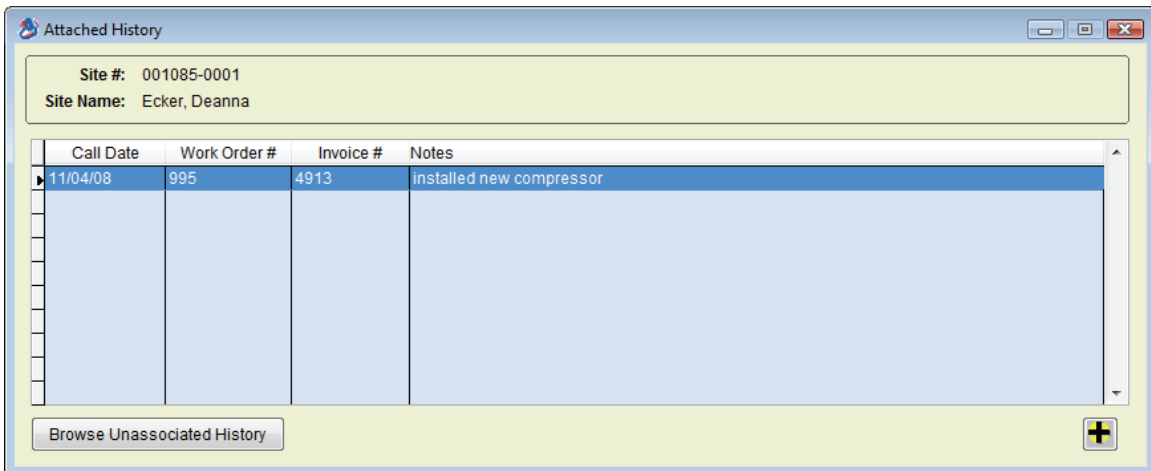 Attached History
Site #: 001085-0001
Site Name: Ecker, Deanna
Call Date Work Order # Invoice # Notes
11/04/08 995 4913 installed new compressor
Browse Unassociated History